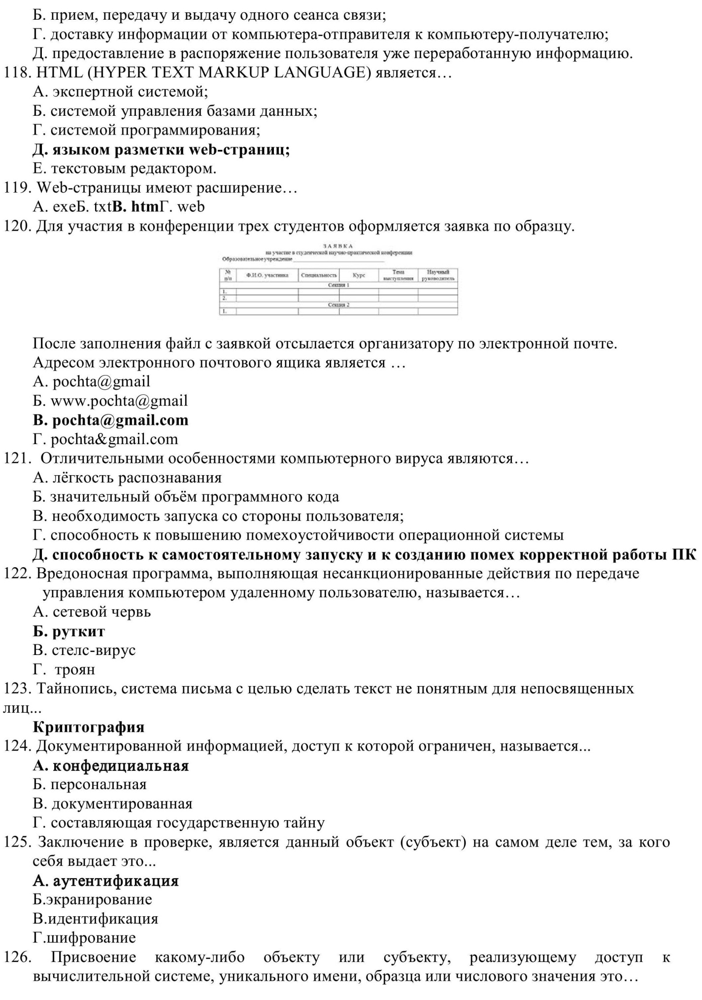 Б. прием, передачу и выдачу одного сеанса связи;
Г. доставку информации от компьютера-отправителя к компьютеру-получателю;
Д. предоставление в распоряжение пользователя уже переработанную информацию.
118. HTML (HYPER TEXT MARKUP LANGUAGE) является…
А. экспертной системой;
Б. системой управления базами данных;
Г. системой программирования;
Д. языком разметки web-страниц;
Е. текстовым редактором.
119. Web-страницы имеют расширение…
А. exeБ. txtВ. htmГ. web
120. Для участия в конференции трех студентов оформляется заявка по образцу.
ЗАЯВКА
на участие в студенческой научно-практической конференции
Образовательное учреждение
№ п/п Ф.И.О. участника Специальность Курс Тема выступления Научный руководитель
Секция 1
1.
2.
Секция 2
1.
После заполнения файл с заявкой отсылается организатору по электронной почте.
Адресом электронного почтового ящика является …
А. pochta@gmail
Б. www.pochta@gmail
В. pochta@gmail.com
Г. pochta&gmail.com
121. Отличительными особенностями компьютерного вируса являются…
А. лёгкость распознавания
Б. значительный объём программного кода
В. необходимость запуска со стороны пользователя;
Г. способность к повышению помехоустойчивости операционной системы
Д. способность к самостоятельному запуску и к созданию помех корректной работы ПК
122. Вредоносная программа, выполняющая несанкционированные действия по передаче
управления компьютером удаленному пользователю, называется…
А. сетевой червь
Б. руткит
В. стелс-вирус
Г. троян
123. Тайнопись, система письма с целью сделать текст не понятным для непосвященных
лиц...
Криптография
124. Документированной информацией, доступ к которой ограничен, называется...
А. конфедициальная
Б. персональная
В. документированная
Г. составляющая государственную тайну
125. Заключение в проверке, является данный объект (субъект) на самом деле тем, за кого
себя выдает это...
А. аутентификация
Б.экранирование
В.идентификация
Г.шифрование
126. Присвоение какому-либо объекту или субъекту, реализующему доступ к
вычислительной системе, уникального имени, образца или числового значения это…